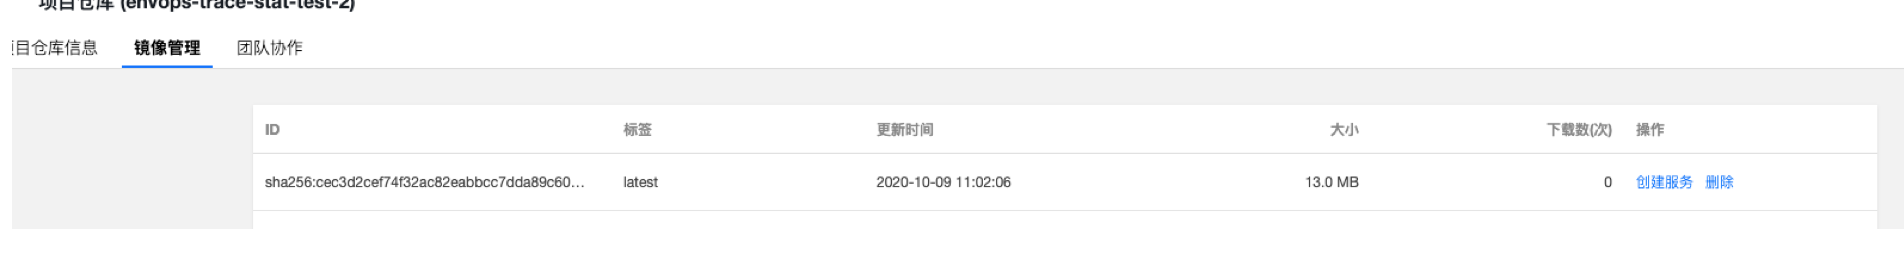 项目仓库 (envops-trace-stat-test-2)
项目仓库信息 镜像管理 团队协作
ID 标签 更新时间 大小 下载数(次) 操作
sha256:cec3d2cef74f32ac82eabbcc7dda89c60... latest 2020-10-09 11:02:06 13.0 MB 0 创建服务 删除